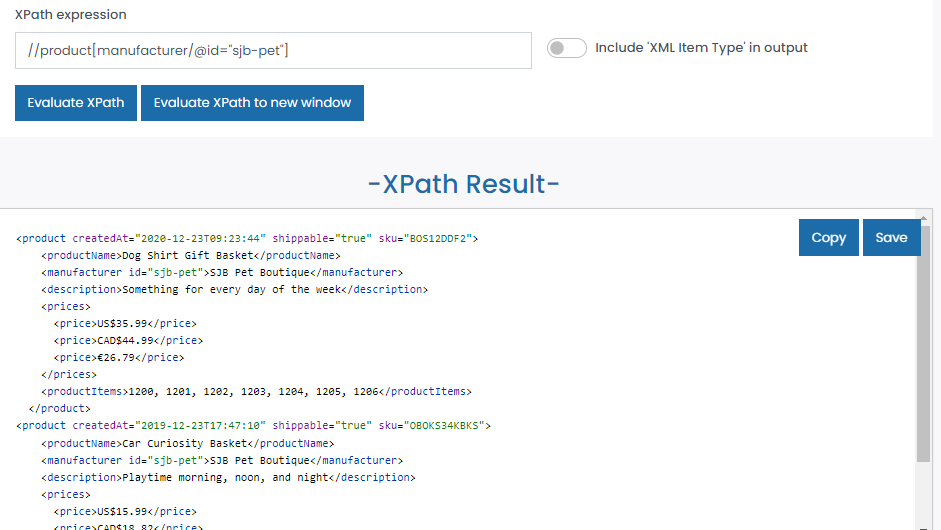 XPath expression
//product[manufacturer/@id="sjb-pet"]
Include 'XML Item Type' in output
Evaluate XPath
Evaluate XPath to new window
-XPath Result-
Copy
Save
<product createdAt="2020-12-23T09:23:44" shippable="true" sku="BOS12DDF2">
<productName>Dog Shirt Gift Basket</productName>
<manufacturer id="sjb-pet">SJB Pet Boutique</manufacturer>
<description>Something for every day of the week</description>
<prices>
<price>US$35.99</price>
<price>CAD$44.99</price>
<price>€26.79</price>
</prices>
<productItems>1200, 1201, 1202, 1203, 1204, 1205, 1206</productItems>
</product>
<product createdAt="2019-12-23T17:47:10" shippable="true" sku="OBOKS34KBKS">
<productName>Car Curiosity Basket</productName>
<manufacturer id="sjb-pet">SJB Pet Boutique</manufacturer>
<description>Playtime morning, noon, and night</description>
<prices>
<price>US$15.99</price>
<price>CAD$18.82</price>